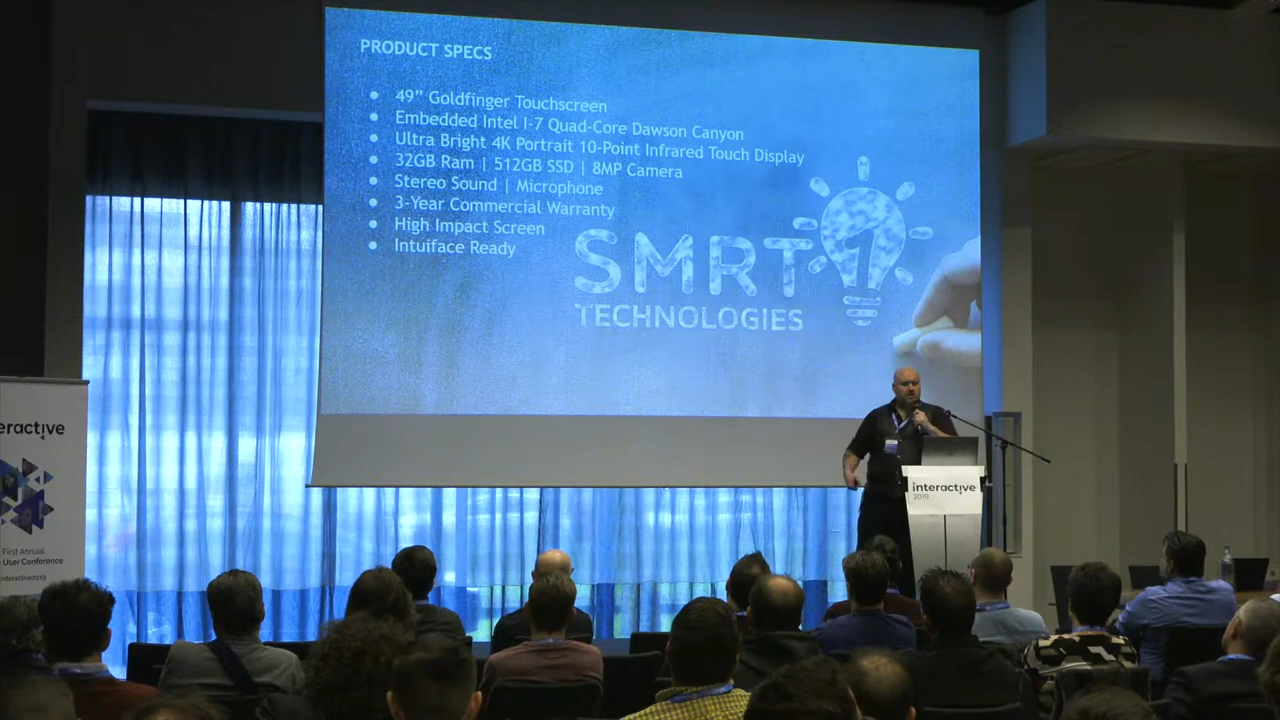 PRODUCT SPECS
● 49” Goldfinger Touchscreen
● Embedded Intel I-7 Quad-Core Dawson Canyon
● Ultra Bright 4K Portrait 10-Point Infrared Touch Display
● 32GB Ram | 512GB SSD | 8MP Camera
● Stereo Sound | Microphone
● 3-Year Commercial Warranty
● High Impact Screen
● Intuiface Ready
SMRT1
TECHNOLOGIES
eractive
First Annual
User Conference
interactive2019
interactive
2019